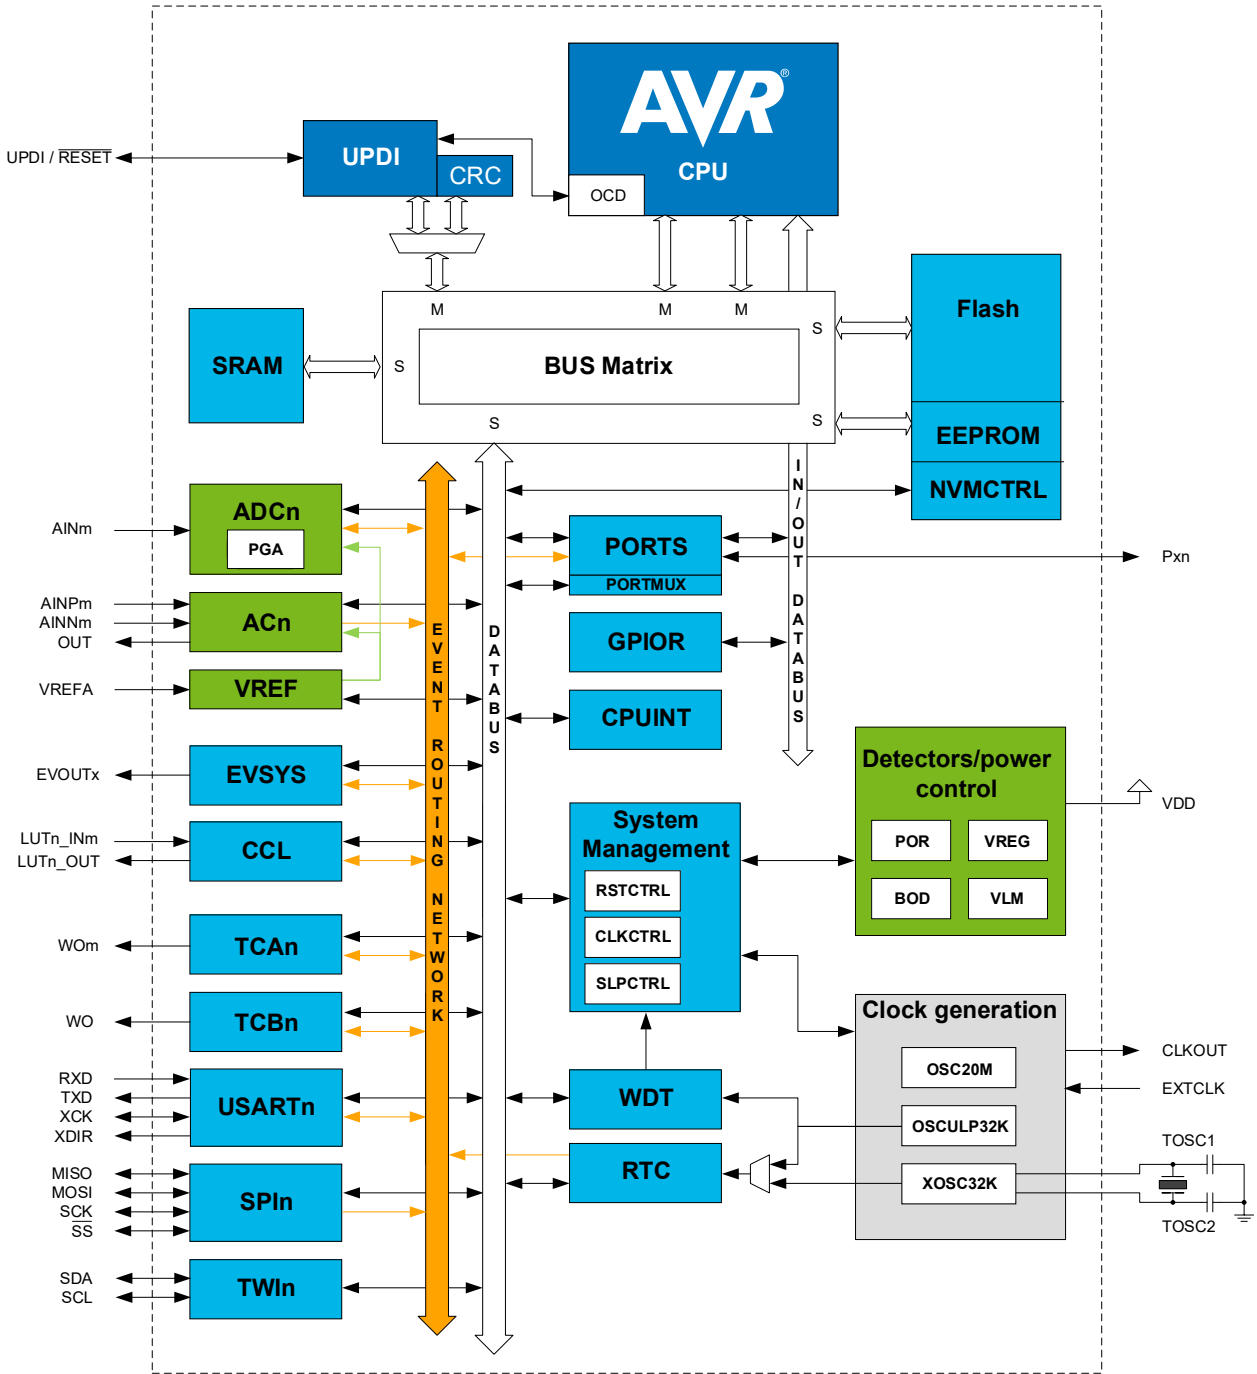 AVR®
CPU
OCD
UPDI / RESET
UPDI
CRC
M
M
M
S
S
S
S
BUS Matrix
SRAM
Flash
EEPROM
NVMCTRL
AINm
ADCn
PGA
AINPm
AINNm
OUT
ACn
VREFA
VREF
EVOUTx
EVSYS
LUTn_INm
LUTn_OUT
CCL
WOm
TCAn
WO
TCBn
RXD
TXD
XCK
XDIR
USARTn
MISO
MOSI
SCK
SS
SPIn
SDA
SCL
TWIn
EVENT ROUTING NETWORK
DATABUS
IN/OUT DATABUS
PORTS
PORTMUX
Pxn
GPIOR
CPUINT
Detectors/power
control
POR
VREG
BOD
VLM
VDD
System
Management
RSTCTRL
CLKCTRL
SLPCTRL
WDT
RTC
Clock generation
OSC20M
OSCULP32K
XOSC32K
CLKOUT
EXTCLK
TOSC1
TOSC2